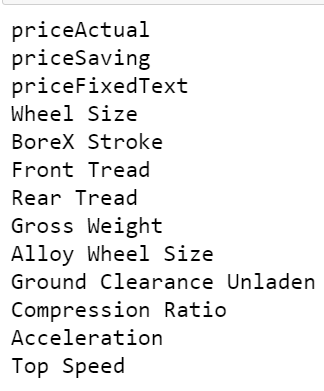 priceActual
priceSaving
priceFixedText
Wheel Size
BoreX Stroke
Front Tread
Rear Tread
Gross Weight
Alloy Wheel Size
Ground Clearance Unladen
Compression Ratio
Acceleration
Top Speed